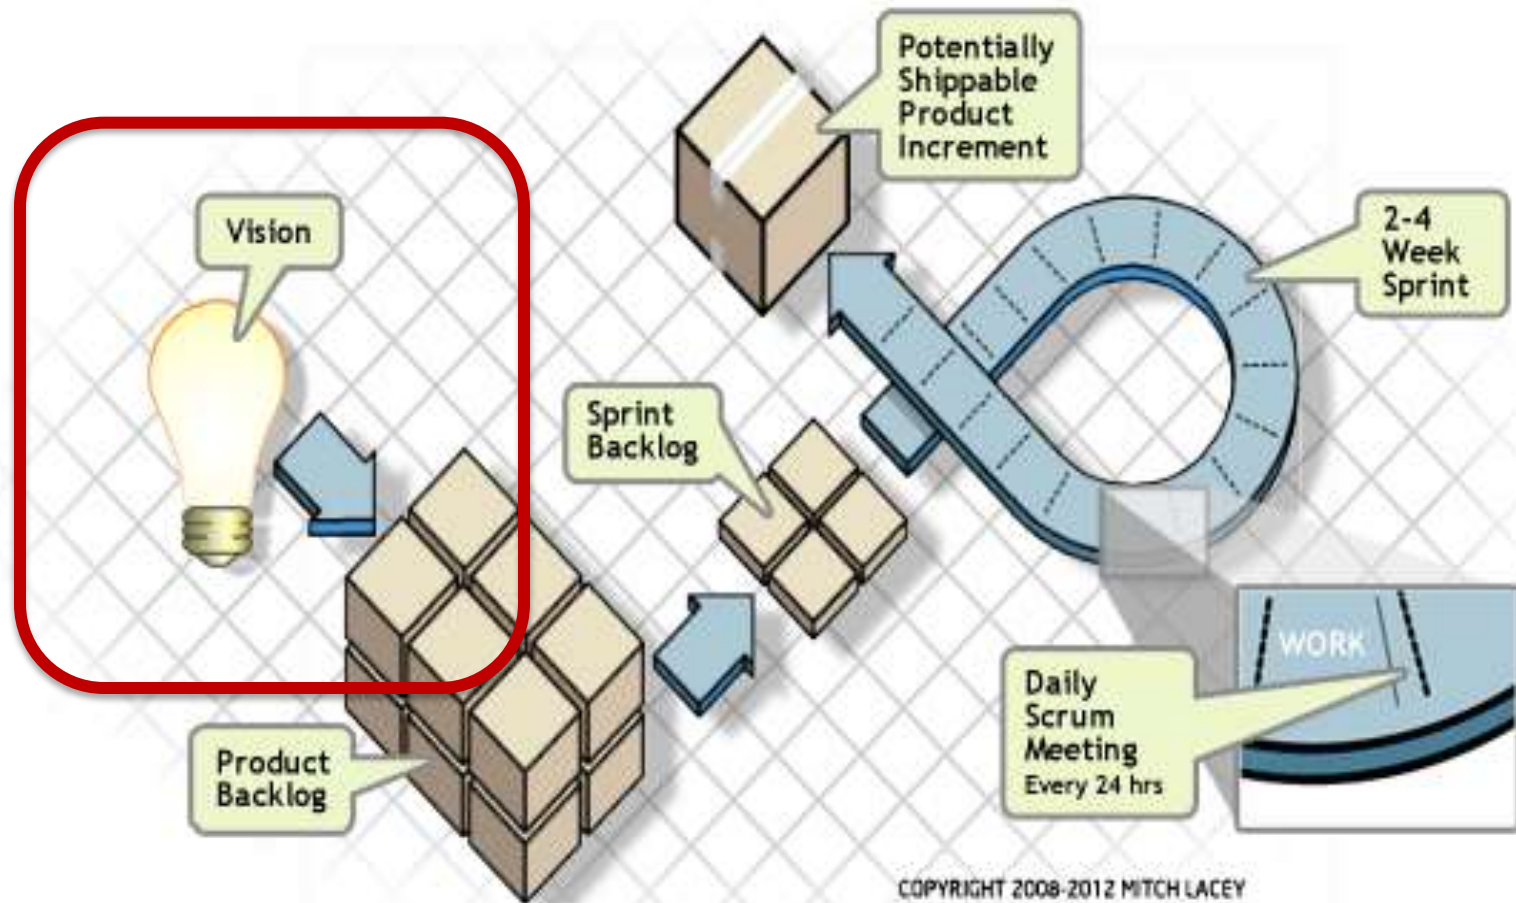 Potentially
Shippable
Product
Increment
Vision
2-4
Week
Sprint
Sprint
Backlog
WORK
Daily
Scrum
Meeting
Every 24 hrs
Product
Backlog
COPYRIGHT 2008-2012 MITCH LACEY